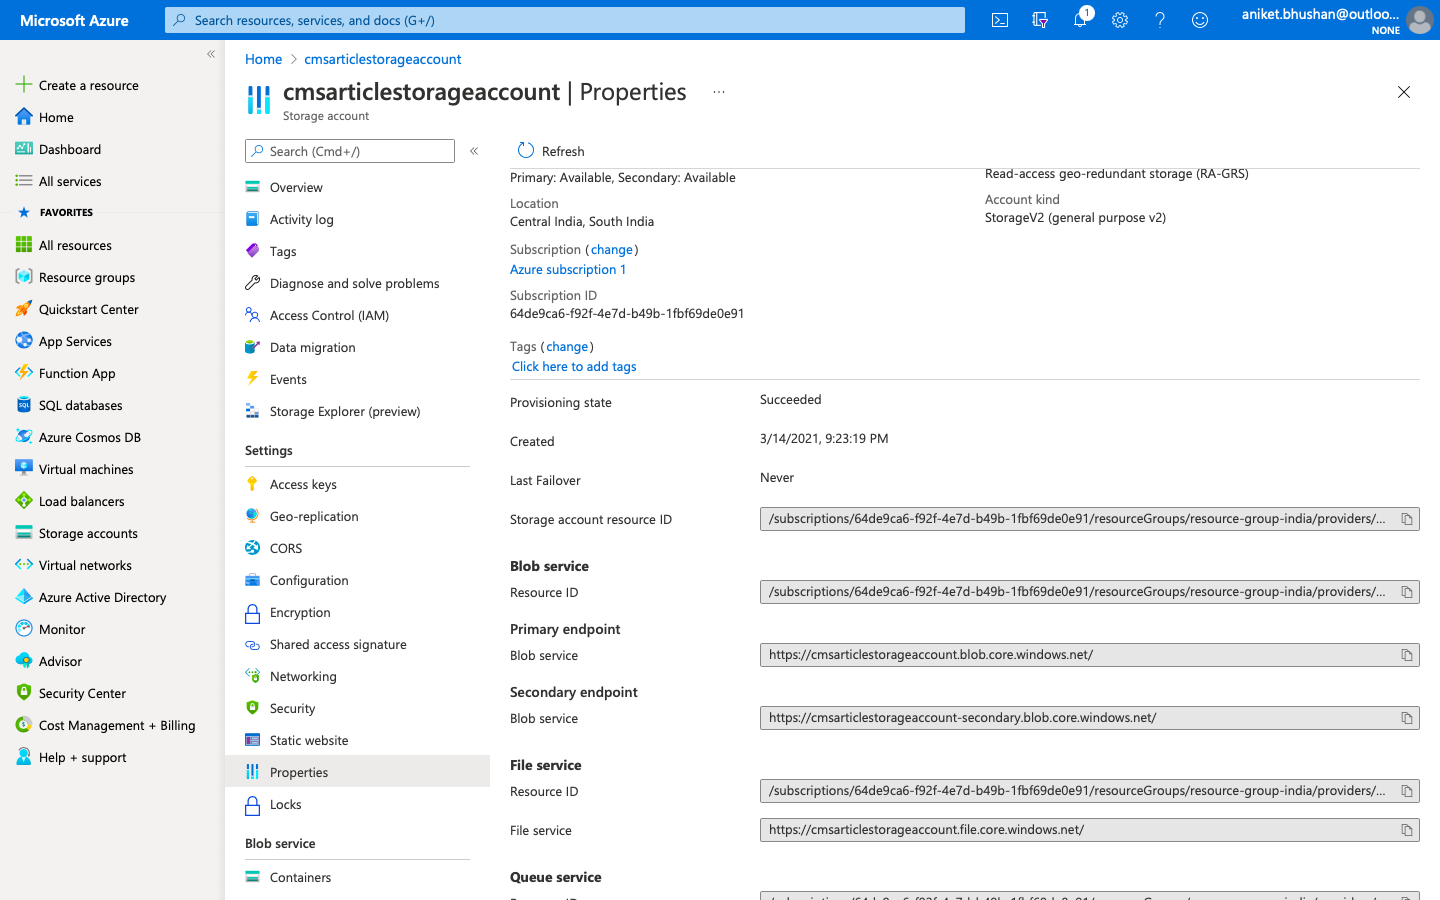 Microsoft Azure
Search resources, services, and docs (G+/)
1
aniket.bhushan@outloo...
NONE
«
Create a resource
Home
Dashboard
All services
FAVORITES
All resources
Resource groups
Quickstart Center
App Services
Function App
SQL databases
Azure Cosmos DB
Virtual machines
Load balancers
Storage accounts
Virtual networks
Azure Active Directory
Monitor
Advisor
Security Center
Cost Management + Billing
Help + support
Home > cmsarticlestorageaccount
cmsarticlestorageaccount | Properties ...
Storage account
Search (Cmd+/)
«
Overview
Activity log
Tags
Diagnose and solve problems
Access Control (IAM)
Data migration
Events
Storage Explorer (preview)
Settings
Access keys
Geo-replication
CORS
Configuration
Encryption
Shared access signature
Networking
Security
Static website
Properties
Locks
Blob service
Containers
Refresh
Primary: Available, Secondary: Available
Location
Central India, South India
Subscription (change)
Azure subscription 1
Subscription ID
64de9ca6-f92f-4e7d-b49b-1fbf69de0e91
Tags (change)
Click here to add tags
Read-access geo-redundant storage (RA-GRS)
Account kind
StorageV2 (general purpose v2)
Provisioning state Succeeded
Created 3/14/2021, 9:23:19 PM
Last Failover Never
Storage account resource ID /subscriptions/64de9ca6-f92f-4e7d-b49b-1fbf69de0e91/resourceGroups/resource-group-india/providers/...
Blob service
Resource ID /subscriptions/64de9ca6-f92f-4e7d-b49b-1fbf69de0e91/resourceGroups/resource-group-india/providers/...
Primary endpoint
Blob service https://cmsarticlestorageaccount.blob.core.windows.net/
Secondary endpoint
Blob service https://cmsarticlestorageaccount-secondary.blob.core.windows.net/
File service
Resource ID /subscriptions/64de9ca6-f92f-4e7d-b49b-1fbf69de0e91/resourceGroups/resource-group-india/providers/...
File service https://cmsarticlestorageaccount.file.core.windows.net/
Queue service